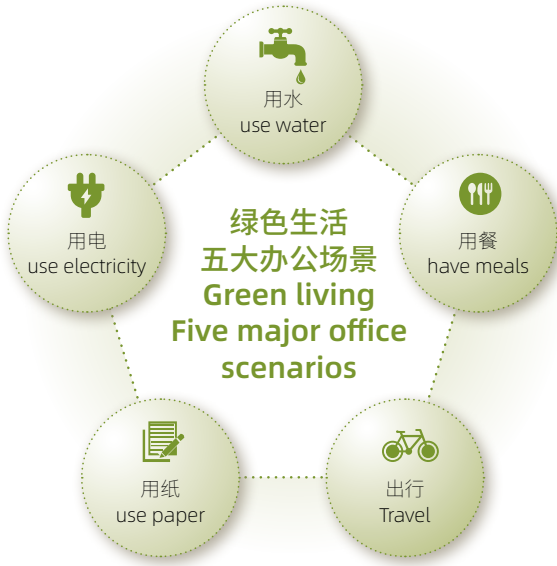 用水
use water
用电
use electricity
用餐
have meals
绿色生活
五大办公场景
Green living
Five major office
scenarios
用纸
use paper
出行
Travel